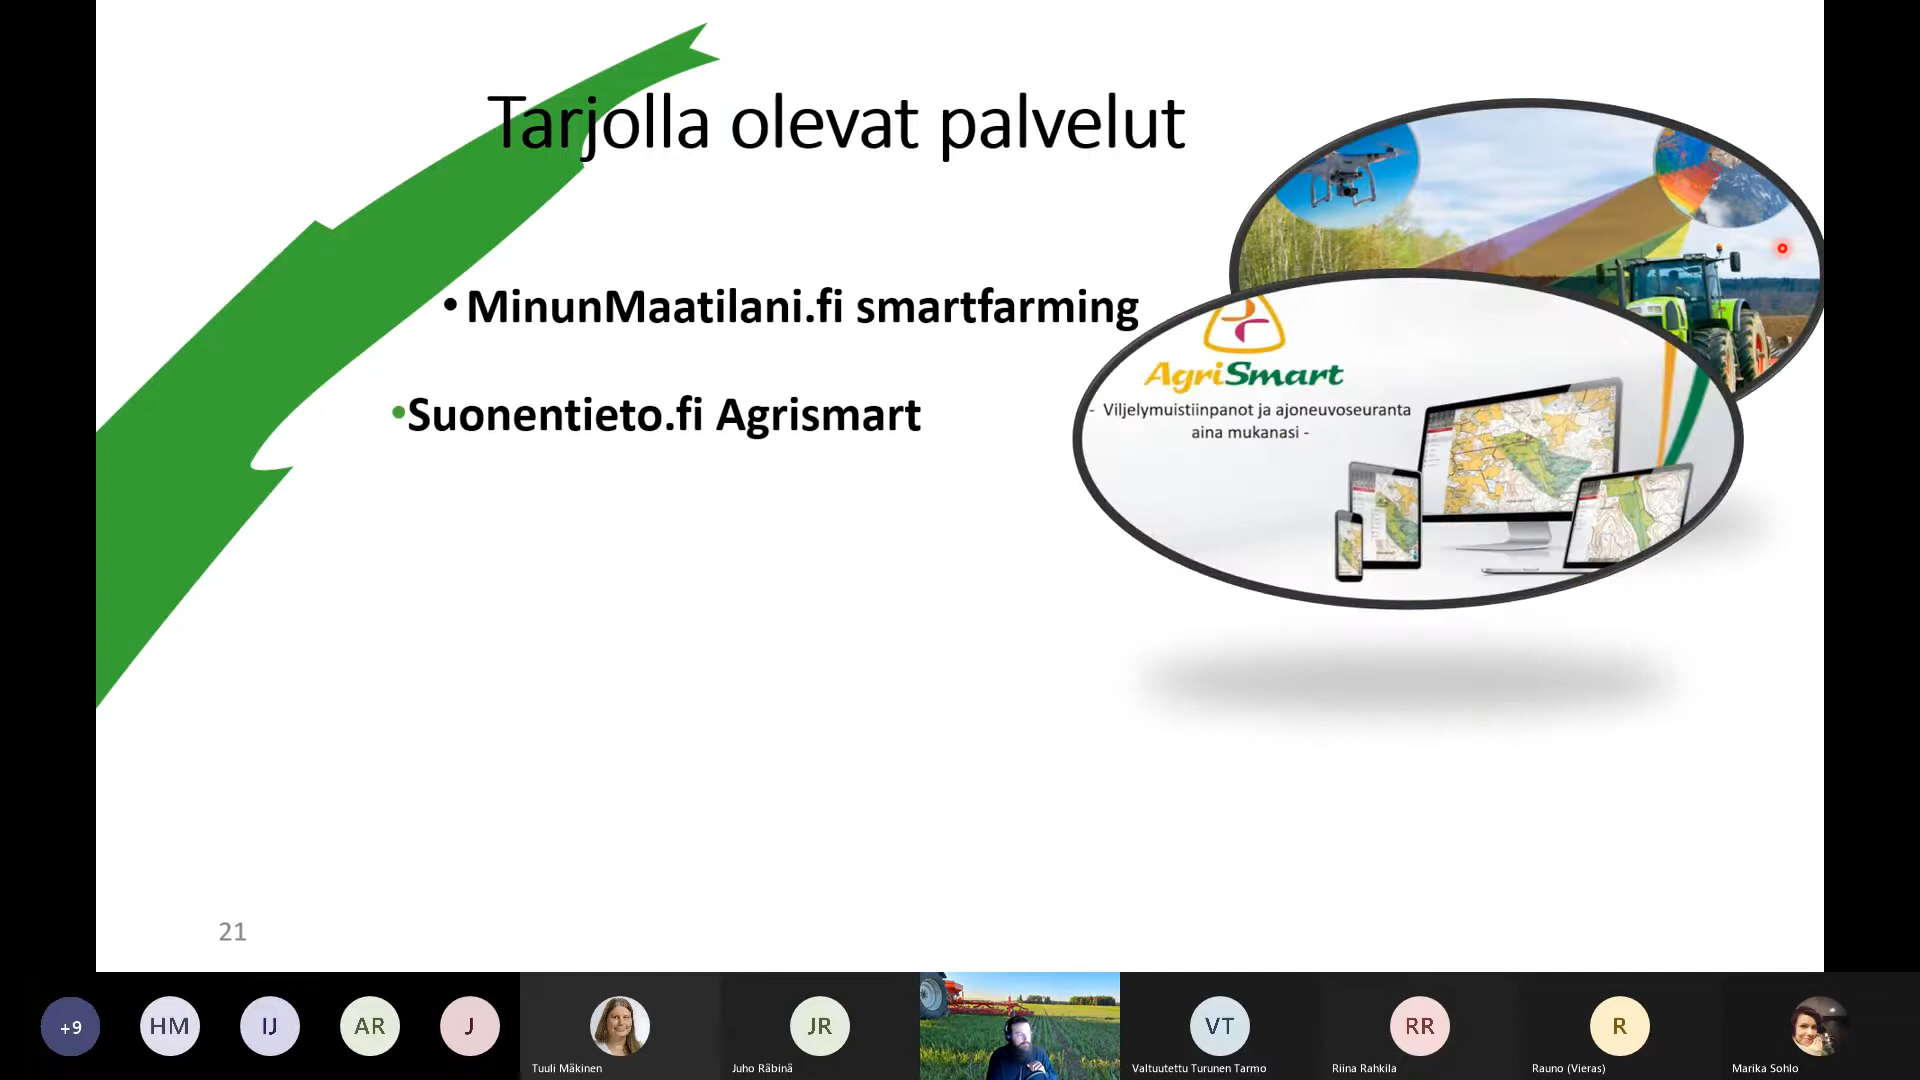 Tarjolla olevat palvelut
• MinunMaatilani.fi smartfarming
•Suonentieto.fi Agrismart
AgriSmart
- Viljelymuistiinpanot ja ajoneuvoseuranta
aina mukanasi -
21
+9
HM
IJ
AR
J
Tuuli Mäkinen
JR
Juho Räbinä
VT
Valtuutettu Turunen Tarmo
RR
Riina Rahkila
R
Rauno (Vieras)
Marika Sohlo